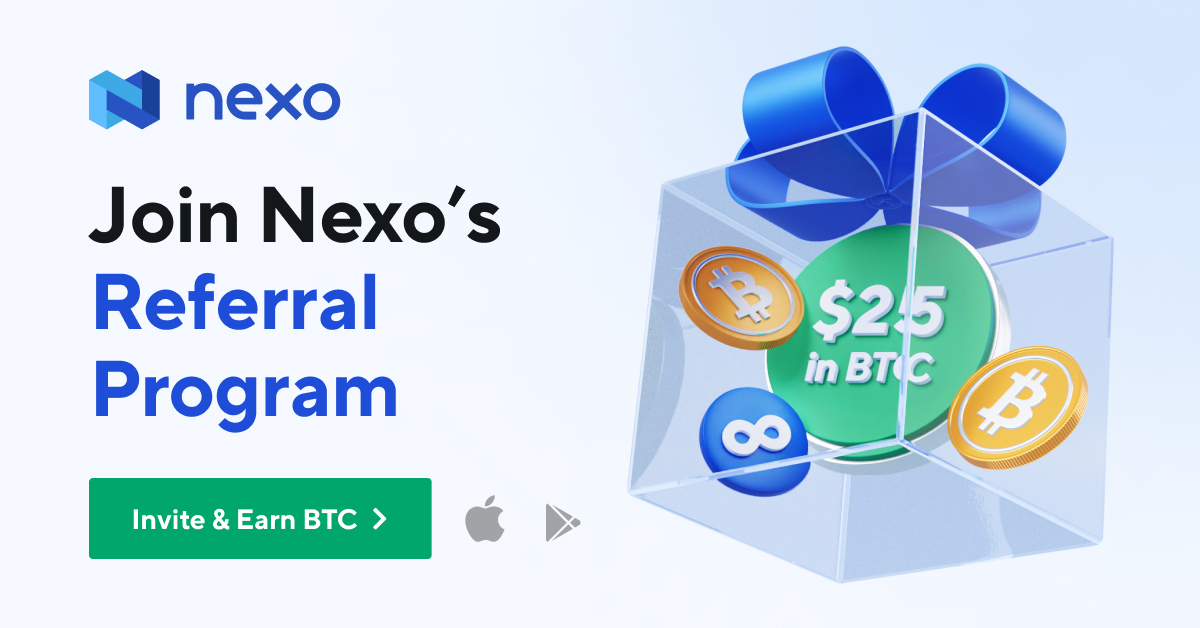 nexo
Join Nexo’s
Referral
Program
Invite & Earn BTC
$25
in BTC